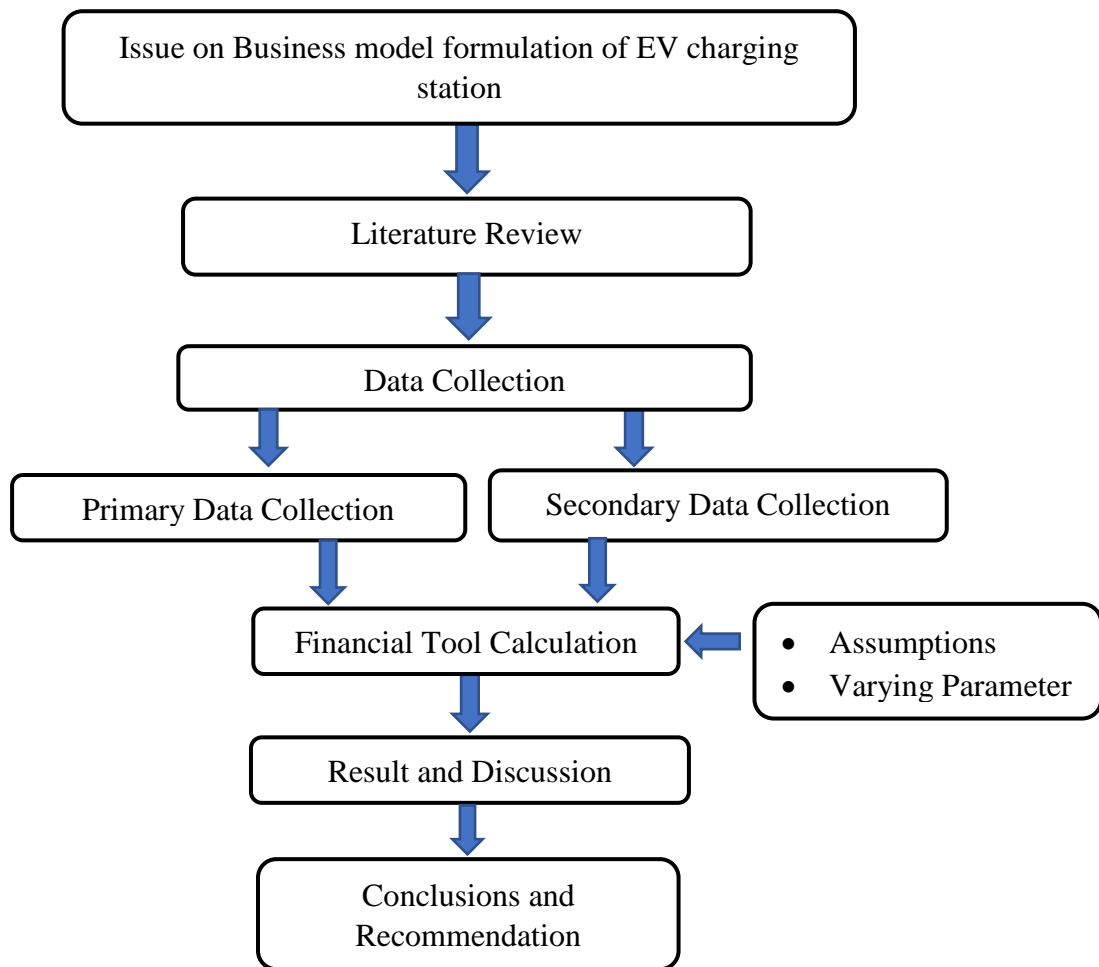 Issue on Business model formulation of EV charging
station
Literature Review
Data Collection
Primary Data Collection
Secondary Data Collection
Financial Tool Calculation
• Assumptions
• Varying Parameter
Result and Discussion
Conclusions and
Recommendation